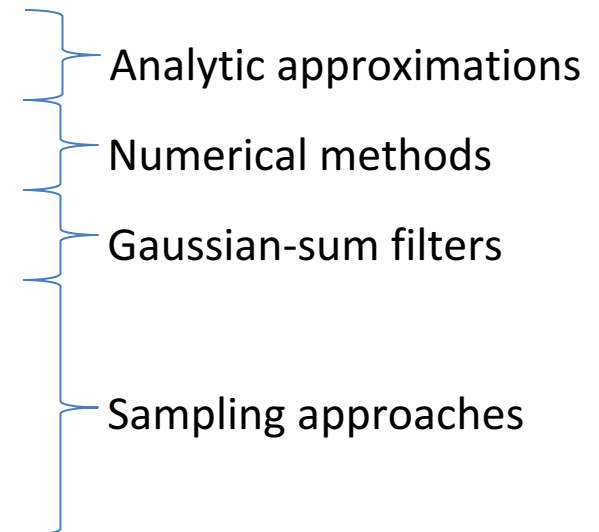 Analytic approximations
Numerical methods
Gaussian-sum filters
Sampling approaches